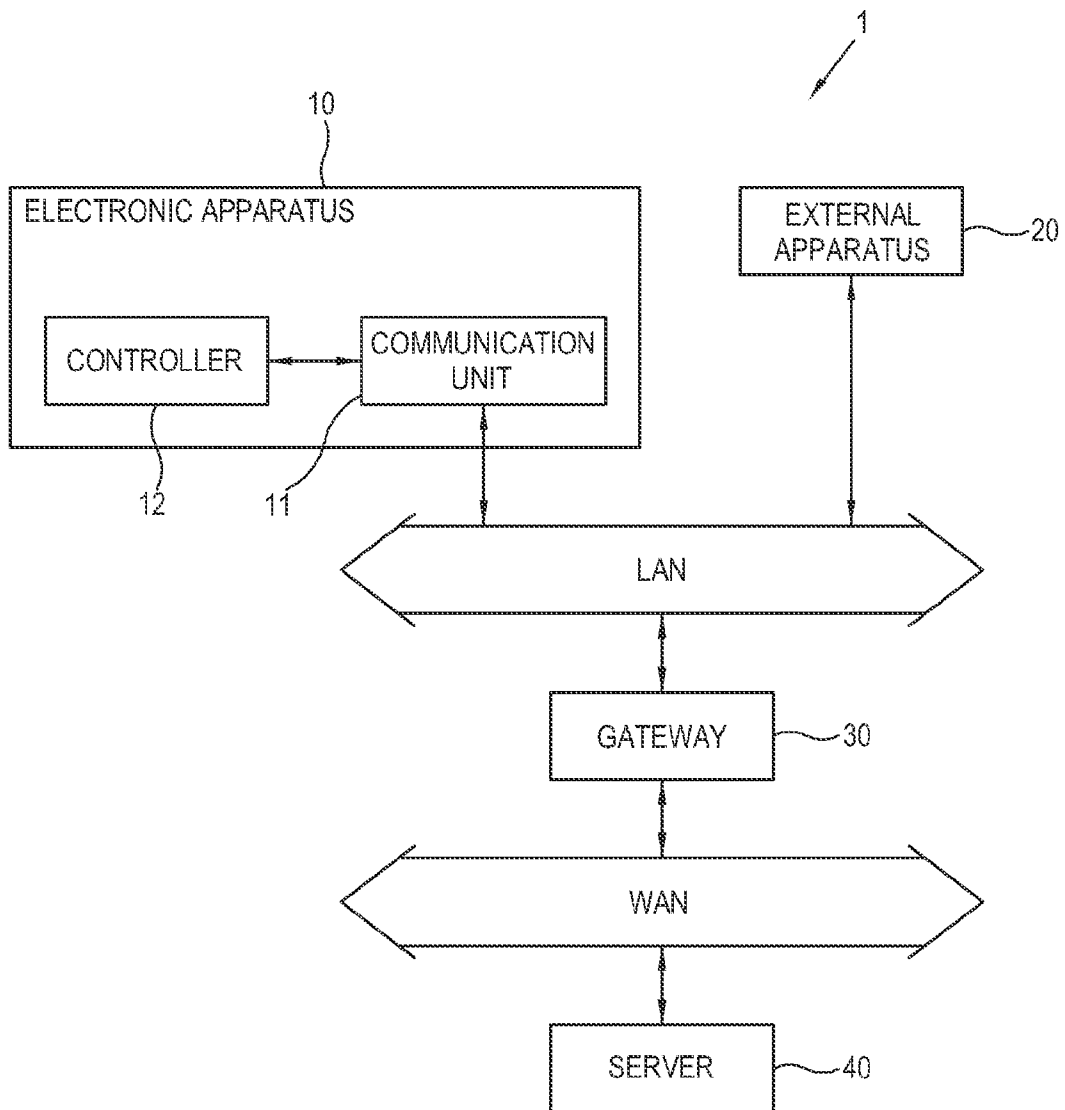 1
10
ELECTRONIC APPARATUS
EXTERNAL
APPARATUS
20
CONTROLLER
COMMUNICATION
UNIT
12
11
LAN
GATEWAY
30
WAN
SERVER
40